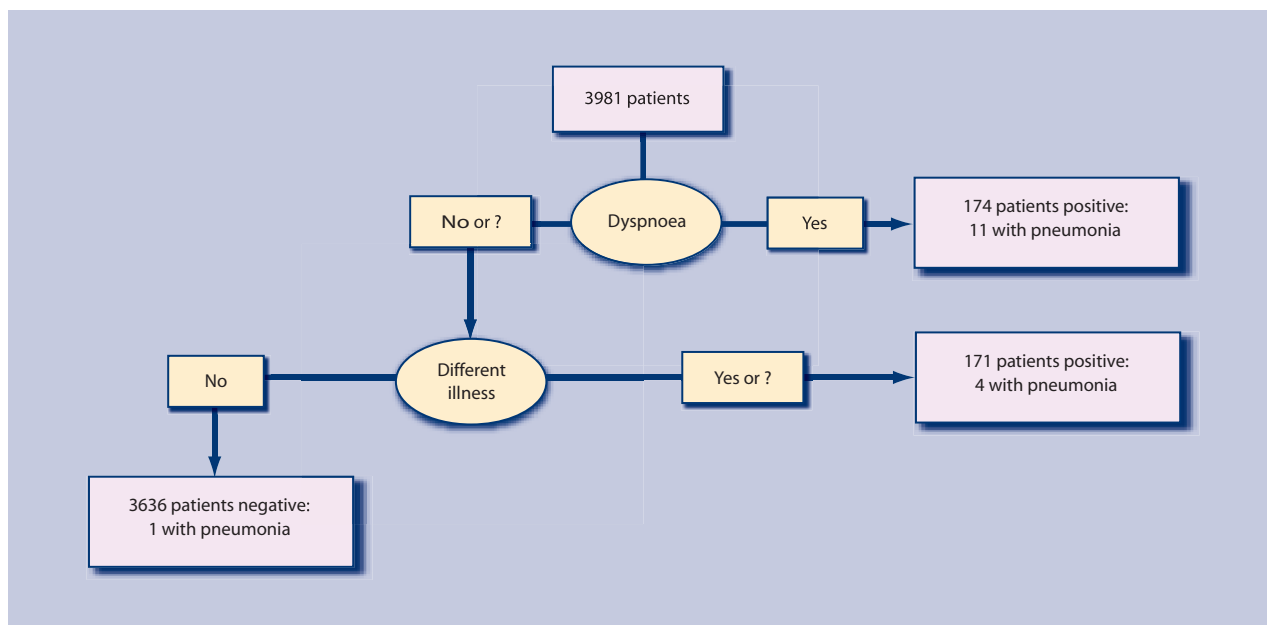 3981 patients
No or ?
Dyspnoea
Yes
174 patients positive:
11 with pneumonia
No
Different
illness
Yes or ?
171 patients positive:
4 with pneumonia
3636 patients negative:
1 with pneumonia